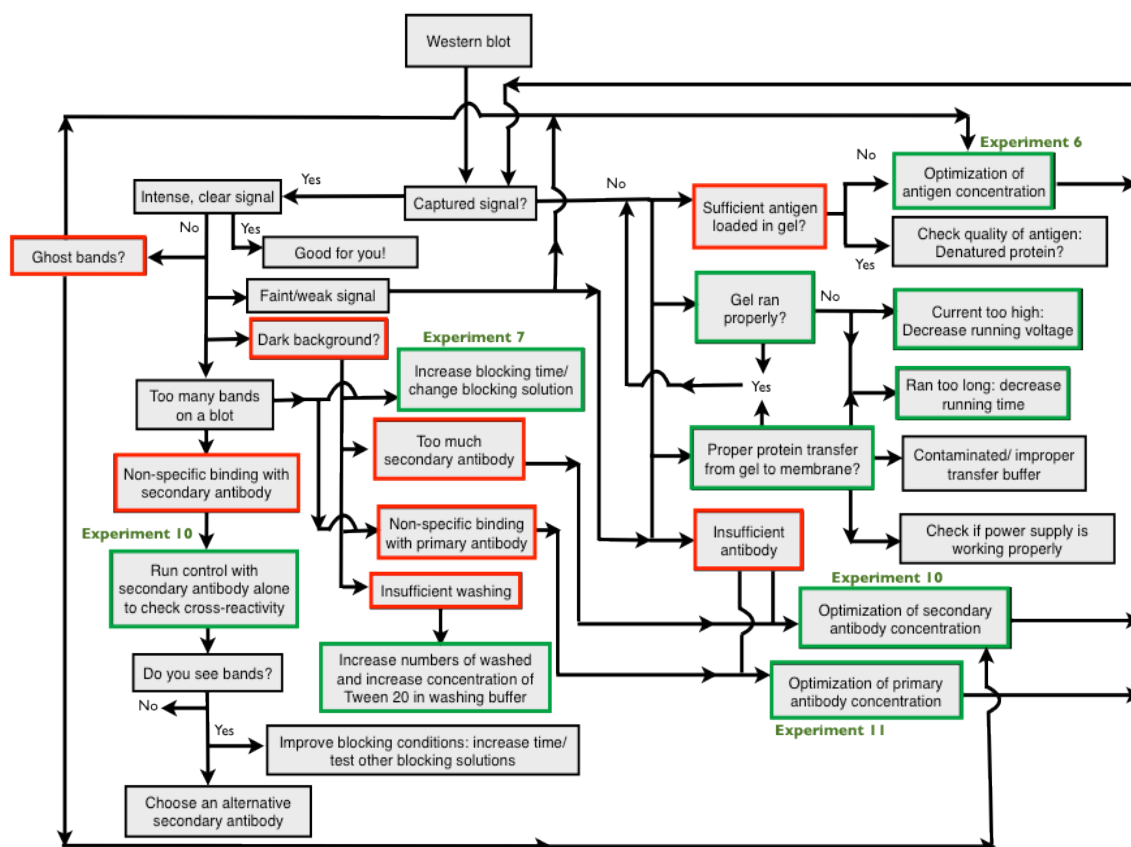 Western blot
Experiment 6
No
Optimization of
antigen concentration
Yes
Intense, clear signal
Captured signal?
No
Sufficient antigen
loaded in gel?
No
Yes
Ghost bands?
Good for you!
Check quality of antigen:
Denatured protein?
Yes
Faint/weak signal
Gel ran
properly?
No
Current too high:
Decrease running voltage
Dark background?
Experiment 7
Increase blocking time/
change blocking solution
Too many bands
on a blot
Yes
Ran too long: decrease
running time
Too much
secondary antibody
Proper protein transfer
from gel to membrane?
Contaminated/ improper
transfer buffer
Non-specific binding with
secondary antibody
Non-specific binding
with primary antibody
Insufficient
antibody
Check if power supply is
working properly
Experiment 10
Run control with
secondary antibody alone
to check cross-reactivity
Insufficient washing
Experiment 10
Optimization of secondary
antibody concentration
Increase numbers of washed
and increase concentration of
Tween 20 in washing buffer
Do you see bands?
Optimization of primary
antibody concentration
Experiment 11
No
Yes
Improve blocking conditions: increase time/
test other blocking solutions
Choose an alternative
secondary antibody